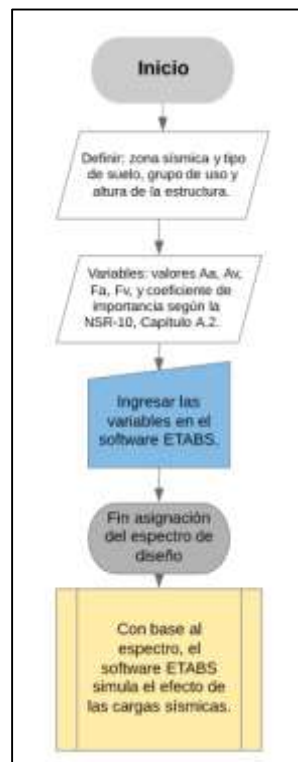 Inicio
Definir: zona sísmica y tipo
de suelo, grupo de uso y
altura de la estructura.
Variables: valores Aa, Av,
Fa, Fv, y coeficiente de
importancia según la
NSR-10, Capítulo A.2.
Ingresar las
variables en el
software ETABS.
Fin asignación
del espectro de
diseño
Con base al
espectro, el
software ETABS
simula el efecto de
las cargas sísmicas.